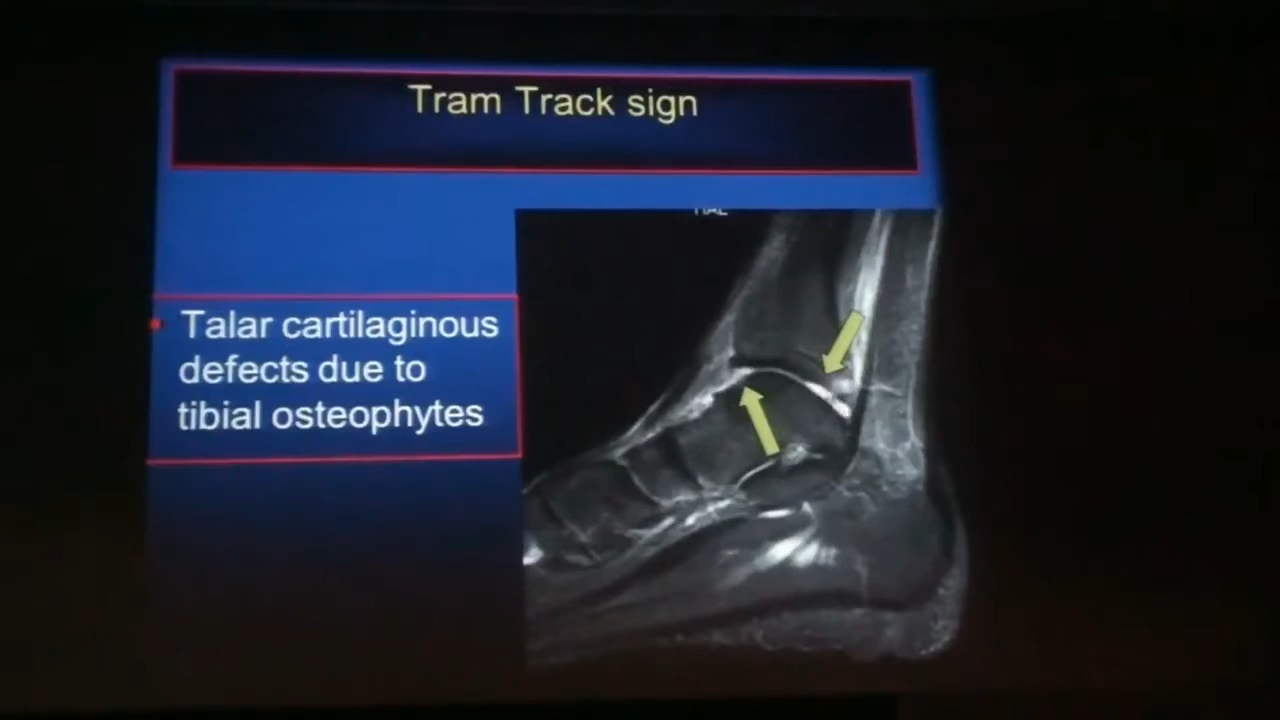 Tram Track sign
Talar cartilaginous
defects due to
tibial osteophytes